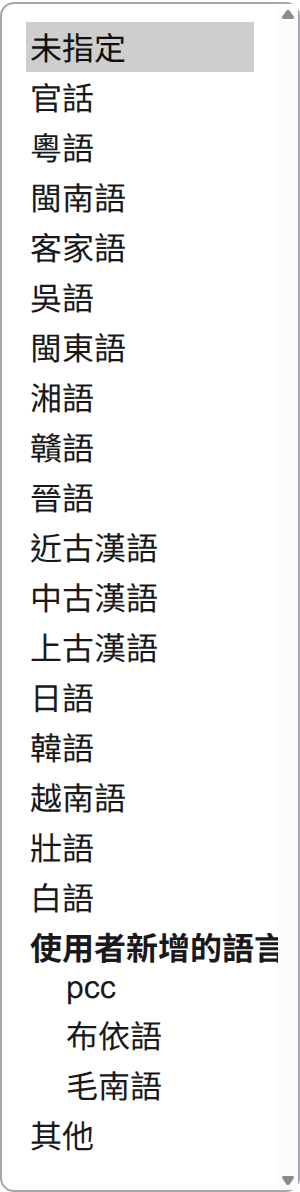 未指定
官話
粵語
閩南語
客家語
吳語
閩東語
湘語
贛語
晉語
近古漢語
中古漢語
上古漢語
日語
韓語
越南語
壯語
白語
使用者新增的語言
pcc
布依語
毛南語
其他